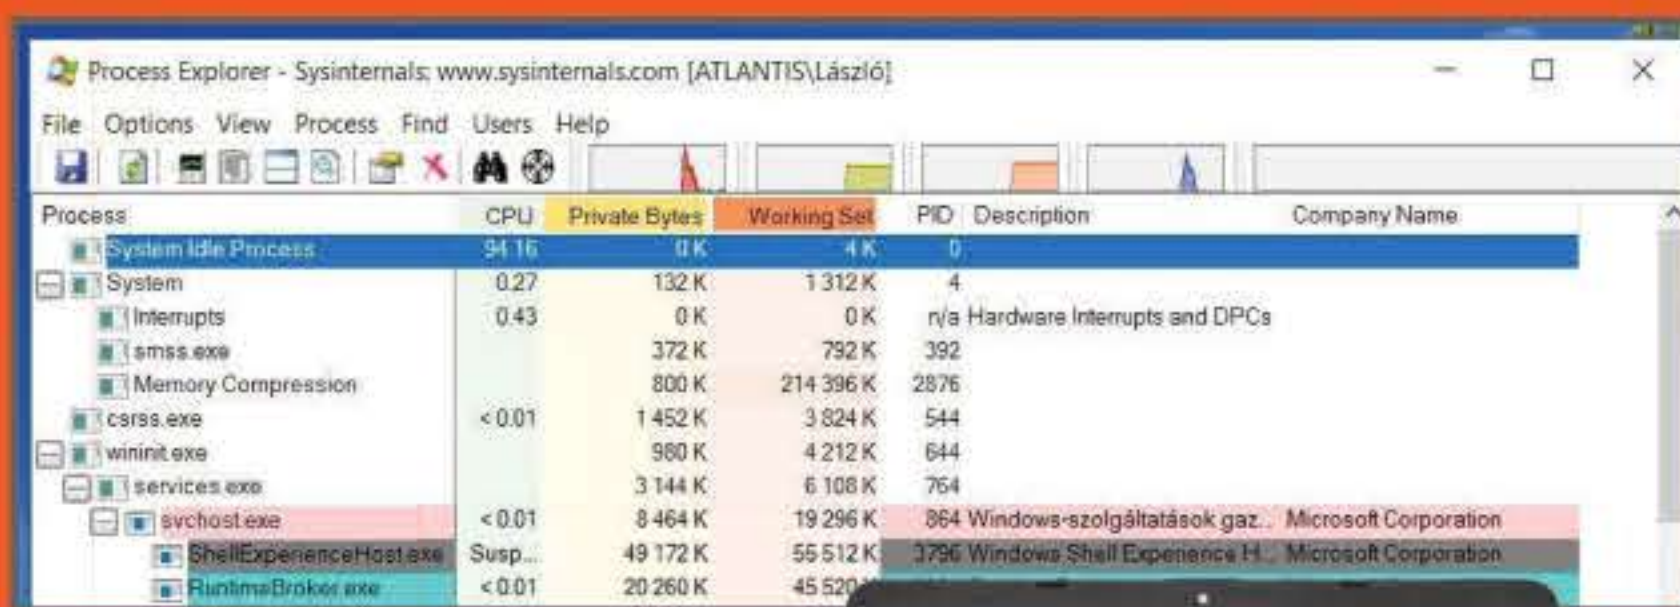 Process Explorer - Sysinternals: www.sysinternals.com [ATLANTIS\László]
File Options View Process Find Users Help
Process CPU Private Bytes Working Set PID Description Company Name
System Idle Process 94.16 0 K 4 K 0
System 0.27 132 K 1 312 K 4
Interrupts 0.43 0 K 0 K n/a Hardware Interrupts and DPCs
smss.exe 372 K 792 K 392
Memory Compression 800 K 214 396 K 2876
csrss.exe < 0.01 1 452 K 3 824 K 544
wininit.exe 980 K 4 212 K 644
services.exe 3 144 K 6 108 K 764
svchost.exe < 0.01 8 464 K 19 296 K 864 Windows-szolgáltatások gaz... Microsoft Corporation
ShellExperienceHost.exe Susp... 49 172 K 55 512 K 3796 Windows Shell Experience H... Microsoft Corporation
RuntimeBroker.exe < 0.01 20 260 K 45 520